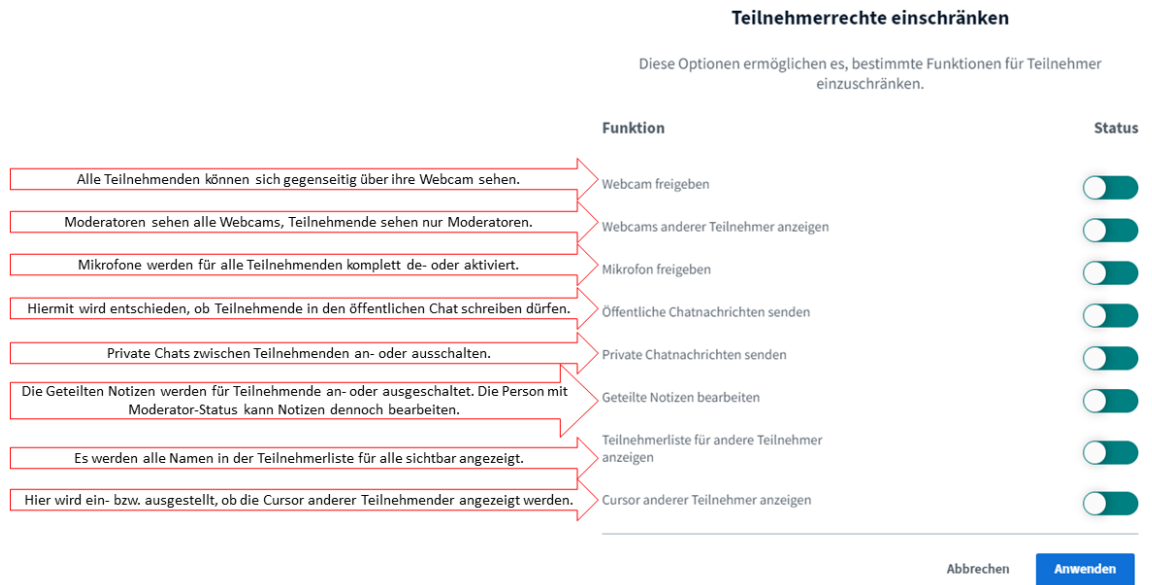 Teilnehmerrechte einschränken
Diese Optionen ermöglichen es, bestimmte Funktionen für Teilnehmer
einzuschränken.
Funktion Status
Alle Teilnehmenden können sich gegenseitig über ihre Webcam sehen.
Webcam freigeben
Moderatoren sehen alle Webcams, Teilnehmende sehen nur Moderatoren.
Webcams anderer Teilnehmer anzeigen
Mikrofone werden für alle Teilnehmenden komplett de- oder aktiviert.
Mikrofon freigeben
Hiermit wird entschieden, ob Teilnehmende in den öffentlichen Chat schreiben dürfen.
Öffentliche Chatnachrichten senden
Private Chats zwischen Teilnehmenden an- oder ausschalten.
Private Chatnachrichten senden
Die Geteilten Notizen werden für Teilnehmende an- oder ausgeschaltet. Die Person mit
Moderator-Status kann Notizen dennoch bearbeiten.
Geteilte Notizen bearbeiten
Es werden alle Namen in der Teilnehmerliste für alle sichtbar angezeigt.
Teilnehmerliste für andere Teilnehmer
anzeigen
Hier wird ein- bzw. ausgestellt, ob die Cursor anderer Teilnehmender angezeigt werden.
Cursor anderer Teilnehmer anzeigen
Abbrechen Anwenden